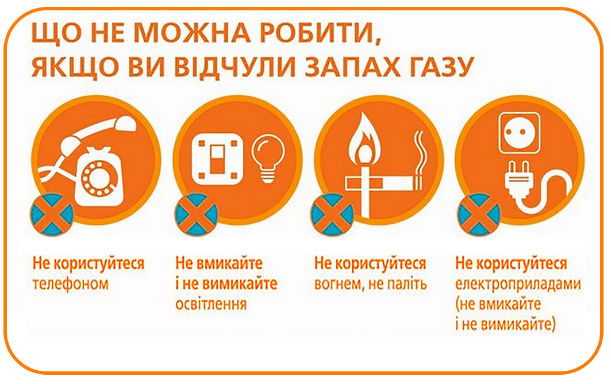 ЩО НЕ МОЖНА РОБИТИ,
ЯКЩО ВИ ВІДЧУЛИ ЗАПАХ ГАЗУ
Не користуйтеся
телефоном
Не вмикайте
і не вимикайте
освітлення
Не користуйтеся
вогнем, не паліть
Не користуйтеся
електроприладами
(не вмикайте
і не вимикайте)